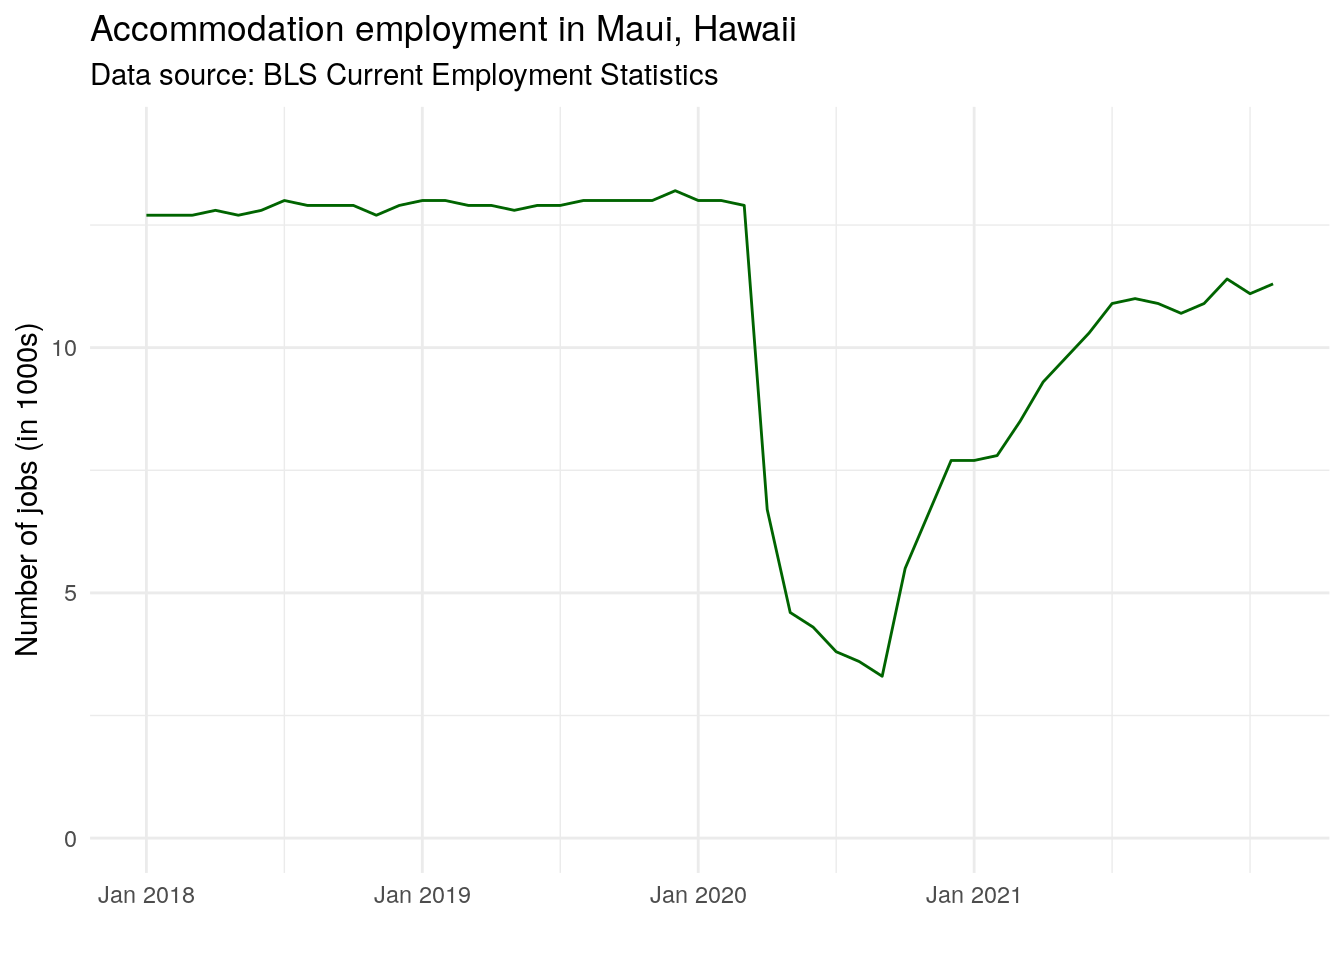 Accommodation employment in Maui, Hawaii
Data source: BLS Current Employment Statistics
Number of jobs (in 1000s)
10
5
0
Jan 2018
Jan 2019
Jan 2020
Jan 2021